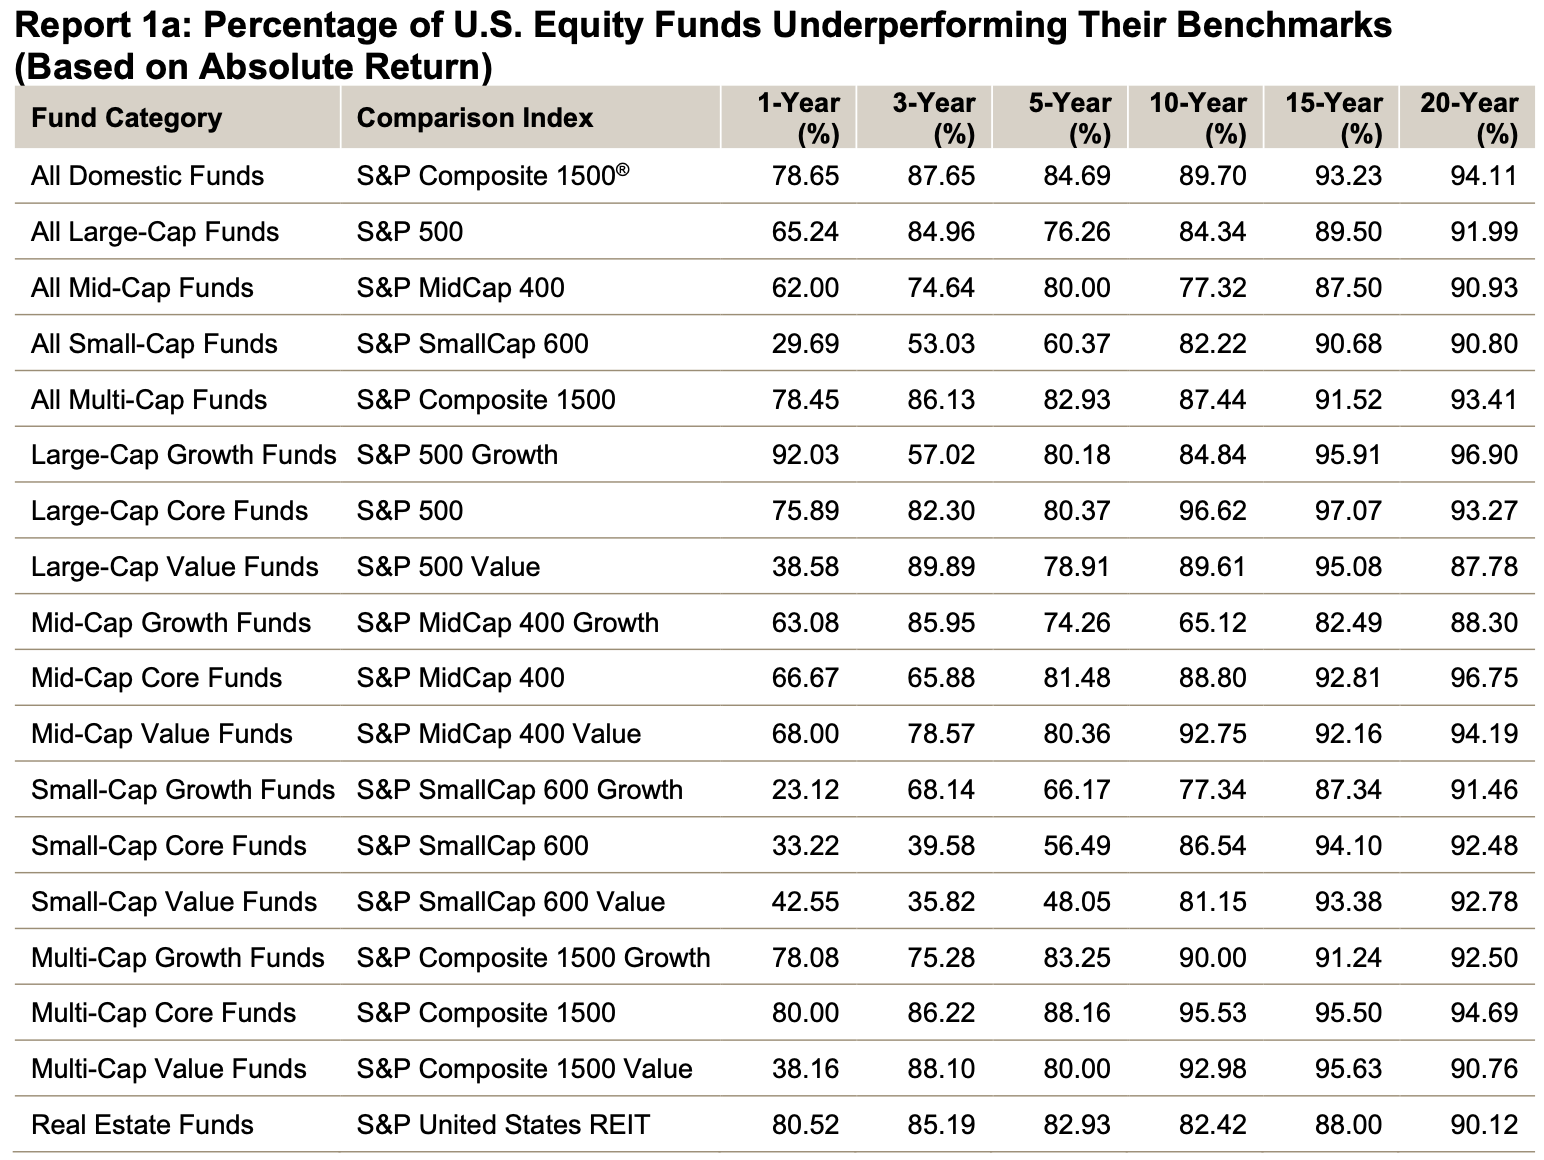 Report 1a: Percentage of U.S. Equity Funds Underperforming Their Benchmarks
(Based on Absolute Return)
Fund Category Comparison Index 1-Year (%) 3-Year (%) 5-Year (%) 10-Year (%) 15-Year (%) 20-Year (%)
All Domestic Funds S&P Composite 1500® 78.65 87.65 84.69 89.70 93.23 94.11
All Large-Cap Funds S&P 500 65.24 84.96 76.26 84.34 89.50 91.99
All Mid-Cap Funds S&P MidCap 400 62.00 74.64 80.00 77.32 87.50 90.93
All Small-Cap Funds S&P SmallCap 600 29.69 53.03 60.37 82.22 90.68 90.80
All Multi-Cap Funds S&P Composite 1500 78.45 86.13 82.93 87.44 91.52 93.41
Large-Cap Growth Funds S&P 500 Growth 92.03 57.02 80.18 84.84 95.91 96.90
Large-Cap Core Funds S&P 500 75.89 82.30 80.37 96.62 97.07 93.27
Large-Cap Value Funds S&P 500 Value 38.58 89.89 78.91 89.61 95.08 87.78
Mid-Cap Growth Funds S&P MidCap 400 Growth 63.08 85.95 74.26 65.12 82.49 88.30
Mid-Cap Core Funds S&P MidCap 400 66.67 65.88 81.48 88.80 92.81 96.75
Mid-Cap Value Funds S&P MidCap 400 Value 68.00 78.57 80.36 92.75 92.16 94.19
Small-Cap Growth Funds S&P SmallCap 600 Growth 23.12 68.14 66.17 77.34 87.34 91.46
Small-Cap Core Funds S&P SmallCap 600 33.22 39.58 56.49 86.54 94.10 92.48
Small-Cap Value Funds S&P SmallCap 600 Value 42.55 35.82 48.05 81.15 93.38 92.78
Multi-Cap Growth Funds S&P Composite 1500 Growth 78.08 75.28 83.25 90.00 91.24 92.50
Multi-Cap Core Funds S&P Composite 1500 80.00 86.22 88.16 95.53 95.50 94.69
Multi-Cap Value Funds S&P Composite 1500 Value 38.16 88.10 80.00 92.98 95.63 90.76
Real Estate Funds S&P United States REIT 80.52 85.19 82.93 82.42 88.00 90.12